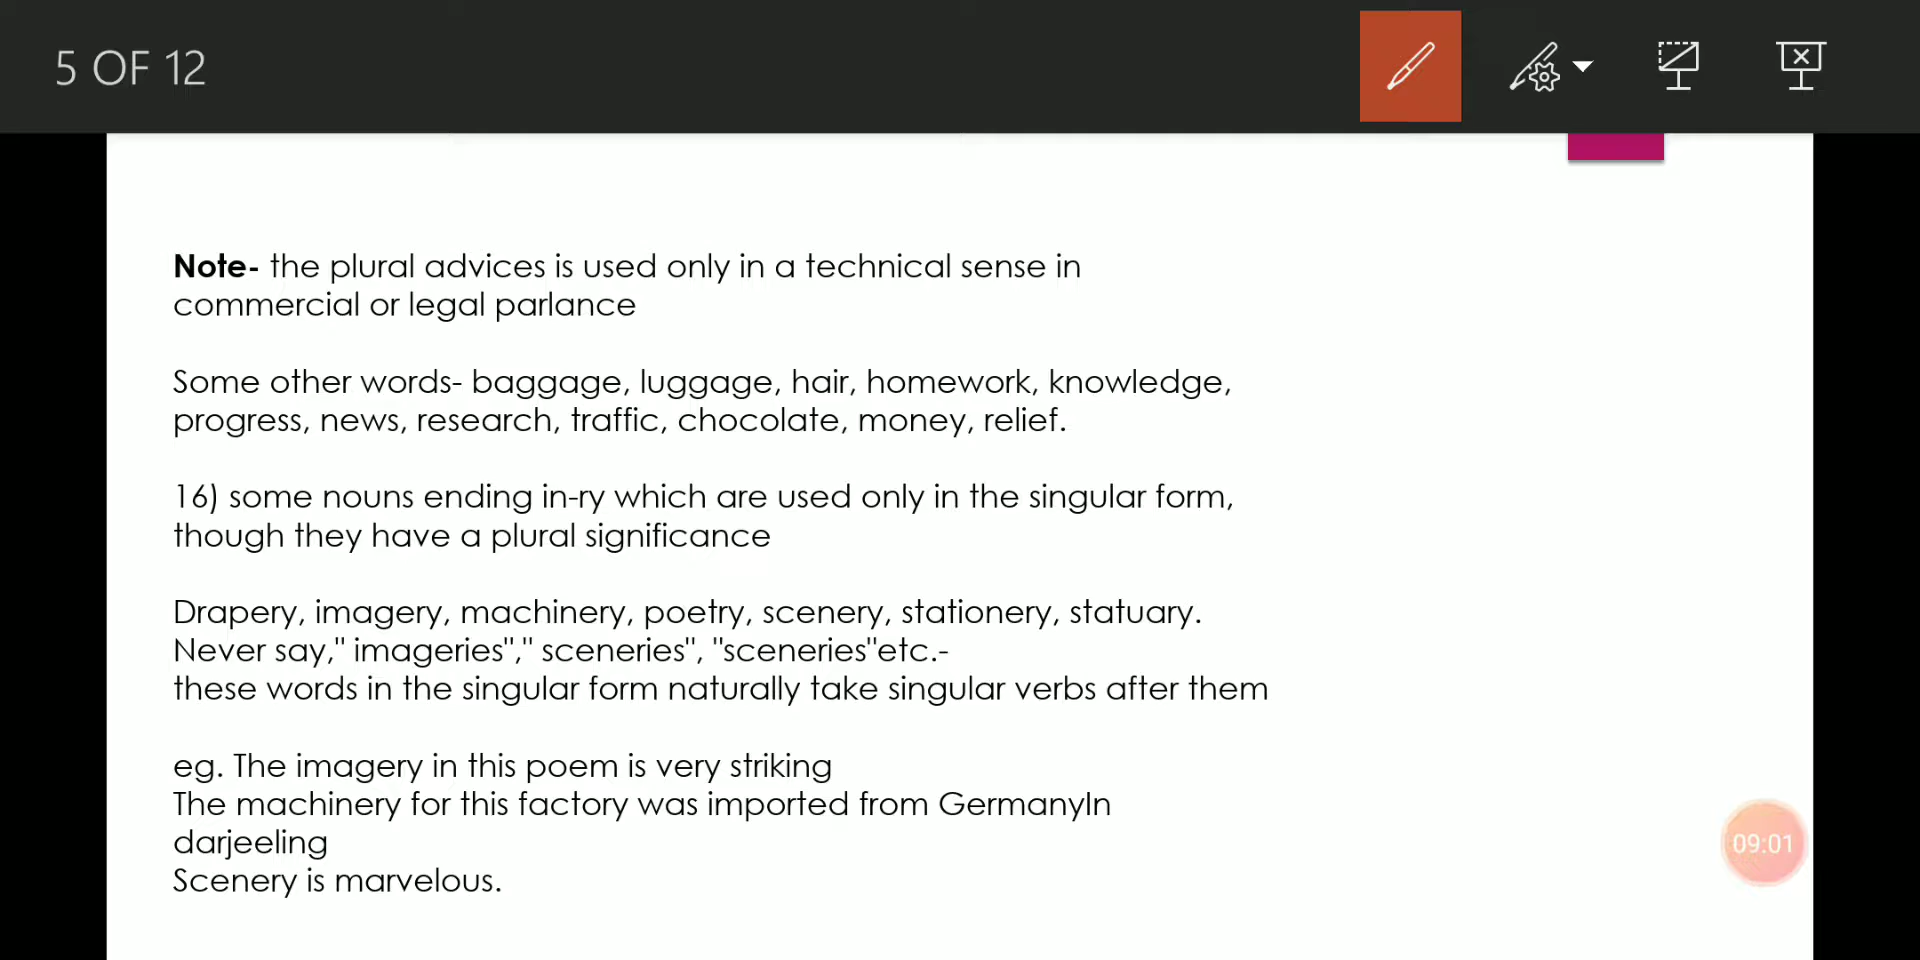 5 OF 12
Note- the plural advices is used only in a technical sense in
commercial or legal parlance
Some other words- baggage, luggage, hair, homework, knowledge,
progress, news, research, traffic, chocolate, money, relief.
16) some nouns ending in-ry which are used only in the singular form,
though they have a plural significance
Drapery, imagery, machinery, poetry, scenery, stationery, statuary.
Never say," imageries"," sceneries", "sceneries"etc.-
these words in the singular form naturally take singular verbs after them
eg. The imagery in this poem is very striking
The machinery for this factory was imported from GermanyIn
darjeeling
Scenery is marvelous.
09:01